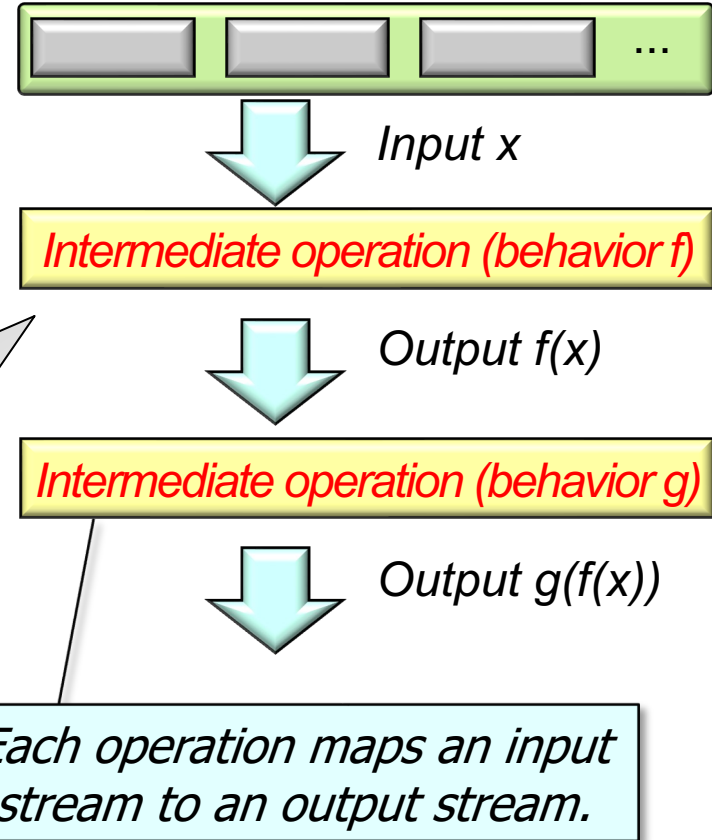 ...
Input x
Intermediate operation (behavior f)
Output f(x)
Intermediate operation (behavior g)
Output g(f(x))
Each operation maps an input
stream to an output stream.